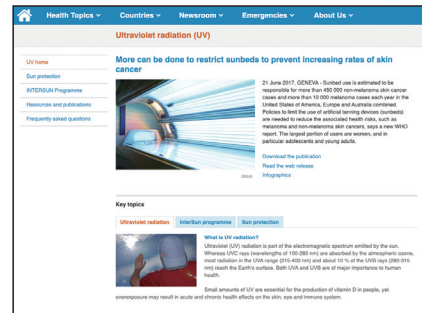 Health Topics Countries Newsroom Emergencies About Us
Ultraviolet radiation (UV)
UV home
Sun protection
INTERSUN Programme
Resources and publications
Frequently asked questions
More can be done to restrict sunbeds to prevent increasing rates of skin
cancer
21 June 2017, GENEVA - Sunbed use is estimated to be
responsible for more than 450 000 non-melanoma skin cancer
cases and more than 10 000 melanoma cases each year in the
United States of America, Europe and Australia combined.
Policies to limit the use of artificial tanning devices (sunbeds)
are needed to reduce the associated health risks, such as
melanoma and non-melanoma skin cancers, says a new WHO
report. The largest portion of users are women, and in
particular adolescents and young adults.
Download the publication
Read the web release
Infographics
Key topics
Ultraviolet radiation InterSun programme Sun protection
What is UV radiation?
Ultraviolet (UV) radiation is part of the electromagnetic spectrum emitted by the sun.
Whereas UVC rays (wavelengths of 100-280 nm) are absorbed by the atmospheric ozone,
most radiation in the UVA range (315-400 nm) and about 10 % of the UVB rays (280-315
nm) reach the Earth's surface. Both UVA and UVB are of major importance to human
health.
Small amounts of UV are essential for the production of vitamin D in people, yet
overexposure may result in acute and chronic health effects on the skin, eye and immune system.